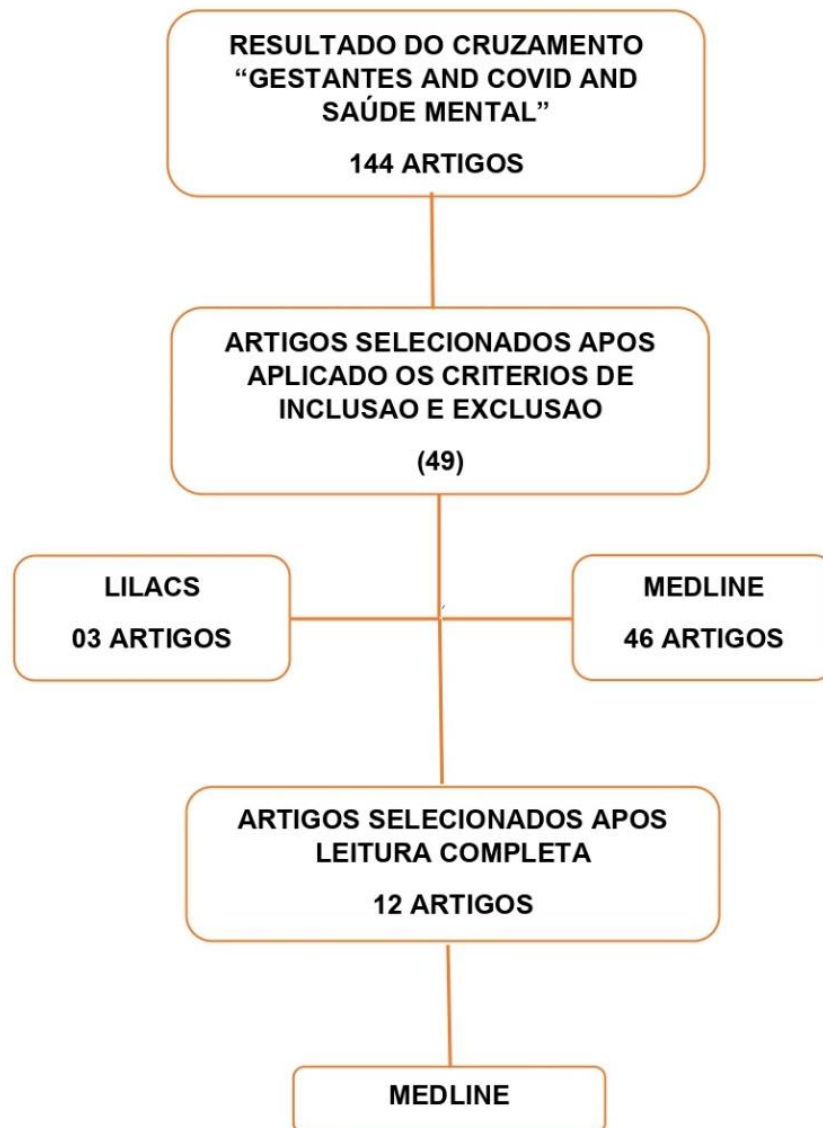 RESULTADO DO CRUZAMENTO
“GESTANTES AND COVID AND
SAÚDE MENTAL”
144 ARTIGOS
ARTIGOS SELECIONADOS APOS
APLICADO OS CRITERIOS DE
INCLUSAO E EXCLUSAO
(49)
LILACS
03 ARTIGOS
MEDLINE
46 ARTIGOS
ARTIGOS SELECIONADOS APOS
LEITURA COMPLETA
12 ARTIGOS
MEDLINE